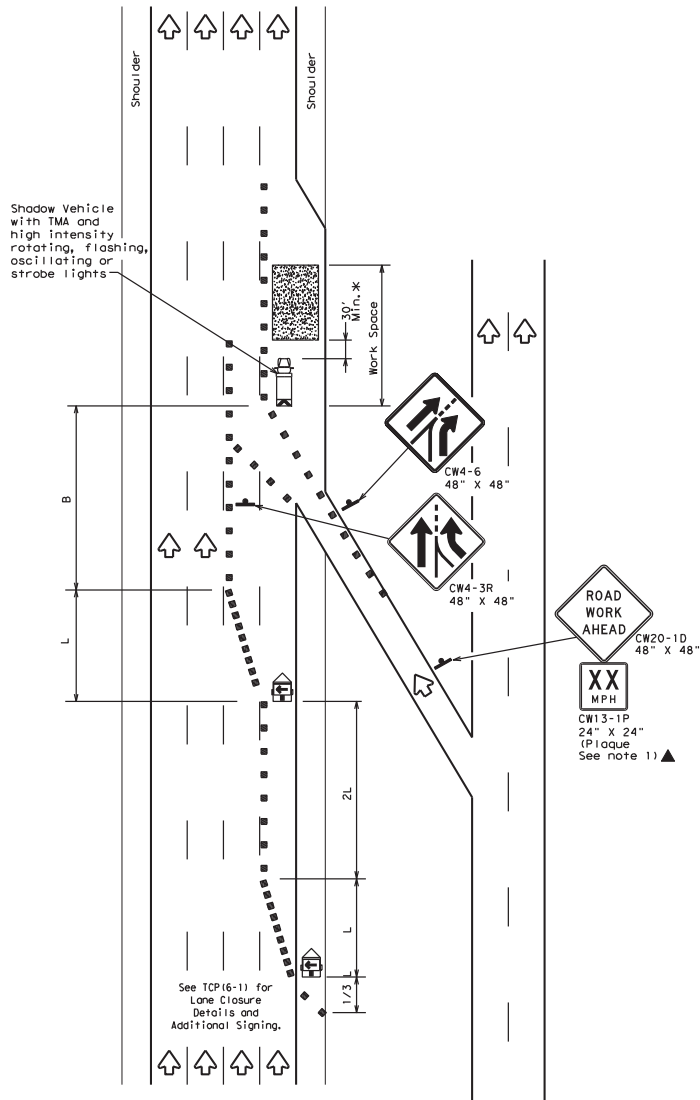 Shoulder
Shoulder
Shadow Vehicle
with TMA and
high intensity
rotating, flashing,
oscillating or
strobe lights
30'
Min.*
Work Space
CW4-6
48" X 48"
B
CW4-3R
48" X 48"
ROAD
WORK
AHEAD
CW20-1D
48" X 48"
XX
MPH
CW13-1P
24" X 24"
(Plaque
See note 1)▲
L
2L
L
1/3 L
See TCP(6-1) for
Lane Closure
Details and
Additional Signing.